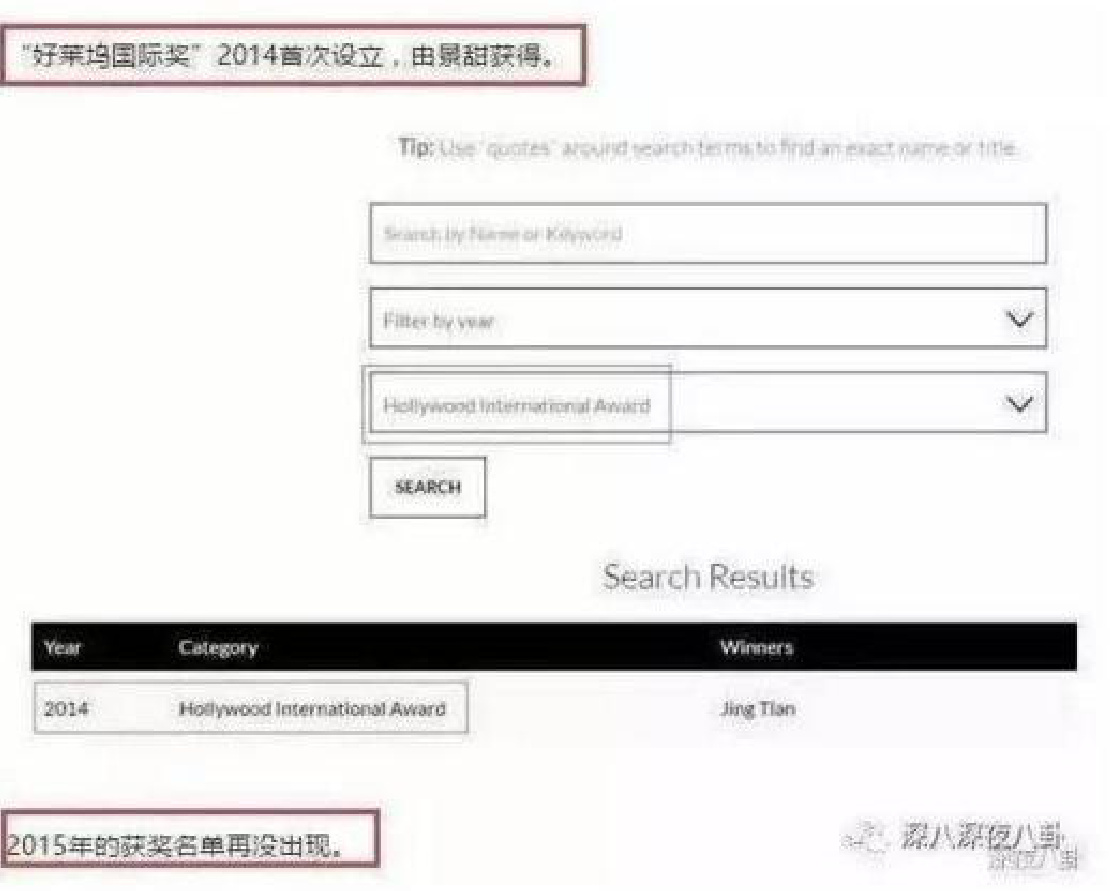 “好莱坞国际奖”2014首次设立，由景甜获得。
Tip: Use 'quotes' around search terms to find an exact name or title.
Search by Name or Keyword
Filter by year
Hollywood International Award
SEARCH
Search Results
Year Category Winners
2014 Hollywood International Award Jing Tian
2015年的获奖名单再没出现。
深八深夜八卦
深夜八卦